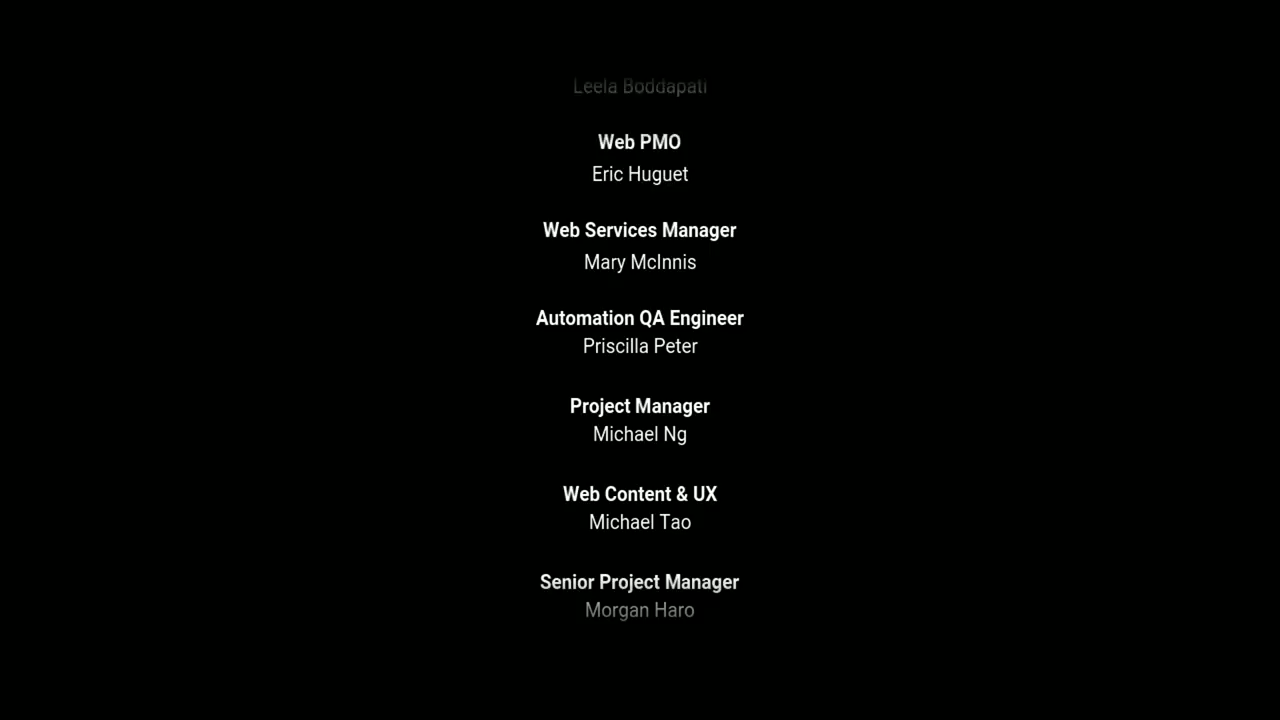 Leela Boddapati
Web PMO
Eric Huguet
Web Services Manager
Mary McInnis
Automation QA Engineer
Priscilla Peter
Project Manager
Michael Ng
Web Content & UX
Michael Tao
Senior Project Manager
Morgan Haro